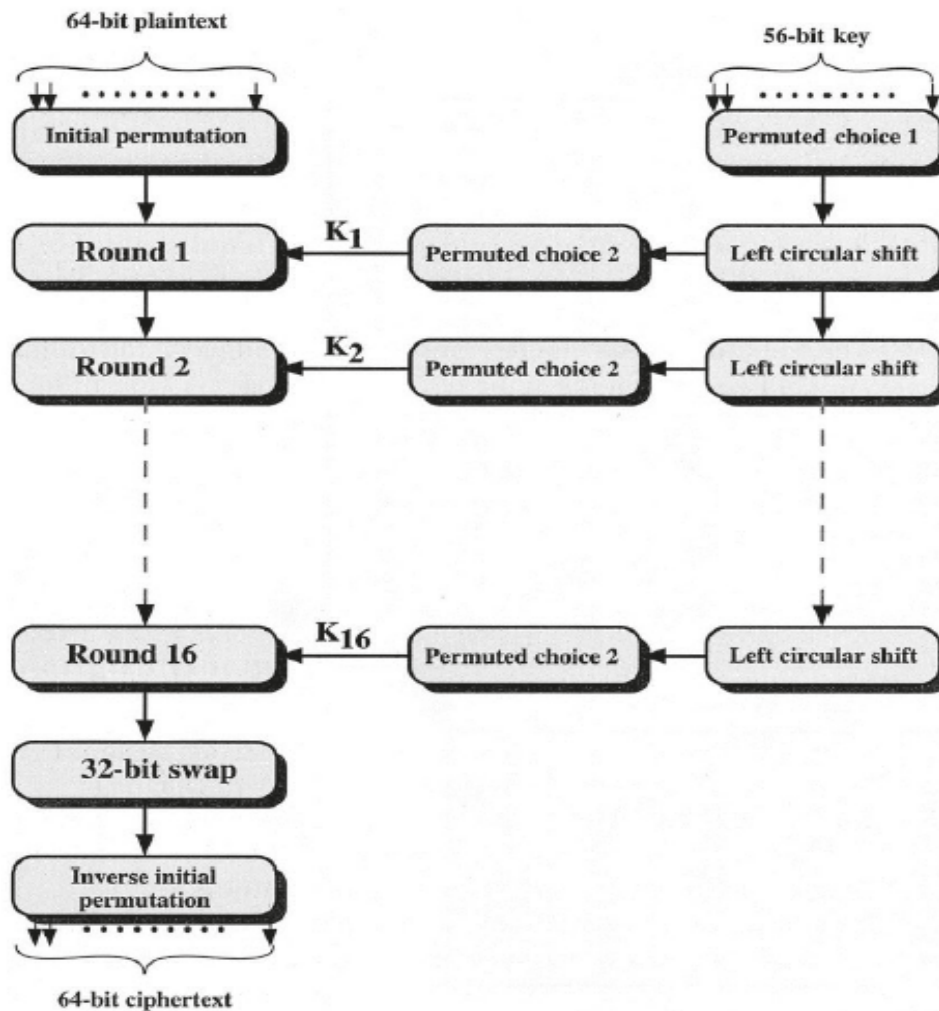 64-bit plaintext
56-bit key
Initial permutation
Permuted choice 1
Round 1
K1
Permuted choice 2
Left circular shift
Round 2
K2
Permuted choice 2
Left circular shift
Round 16
K16
Permuted choice 2
Left circular shift
32-bit swap
Inverse initial
permutation
64-bit ciphertext